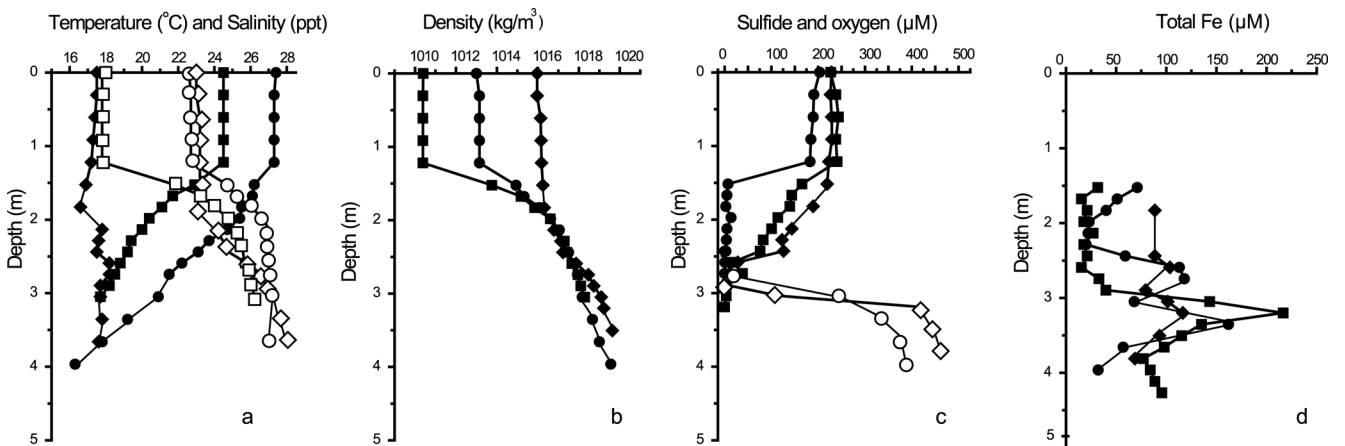 Temperature (°C) and Salinity (ppt)
16 18 20 22 24 26 28
0
1
2
3
4
5
Depth (m)
a
Density (kg/m³)
1010 1012 1014 1016 1018 1020
0
1
2
3
4
5
Depth (m)
b
Sulfide and oxygen (µM)
0 100 200 300 400 500
0
1
2
3
4
5
Depth (m)
c
Total Fe (µM)
0 50 100 150 200 250
0
1
2
3
4
5
Depth (m)
d